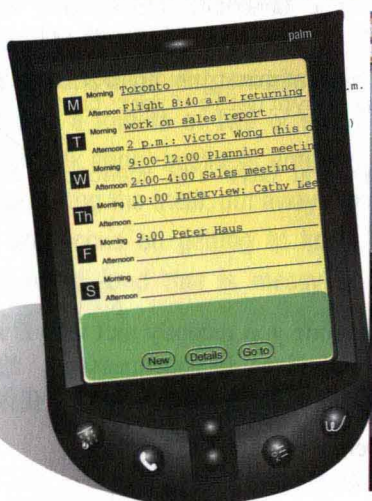 palm
M Morning Toronto
.m.
Afternoon Flight 8:40 a.m. returning
T Morning work on sales report
)
Afternoon 2 p.m.: Victor Wong (his
W Morning 9:00-12:00 Planning meetin
Afternoon 2:00-4:00 Sales meeting
Th Morning 10:00 Interview: Cathy Lee
Afternoon
F Morning 9:00 Peter Haus
Afternoon
S Morning
Afternoon
New Details Go to